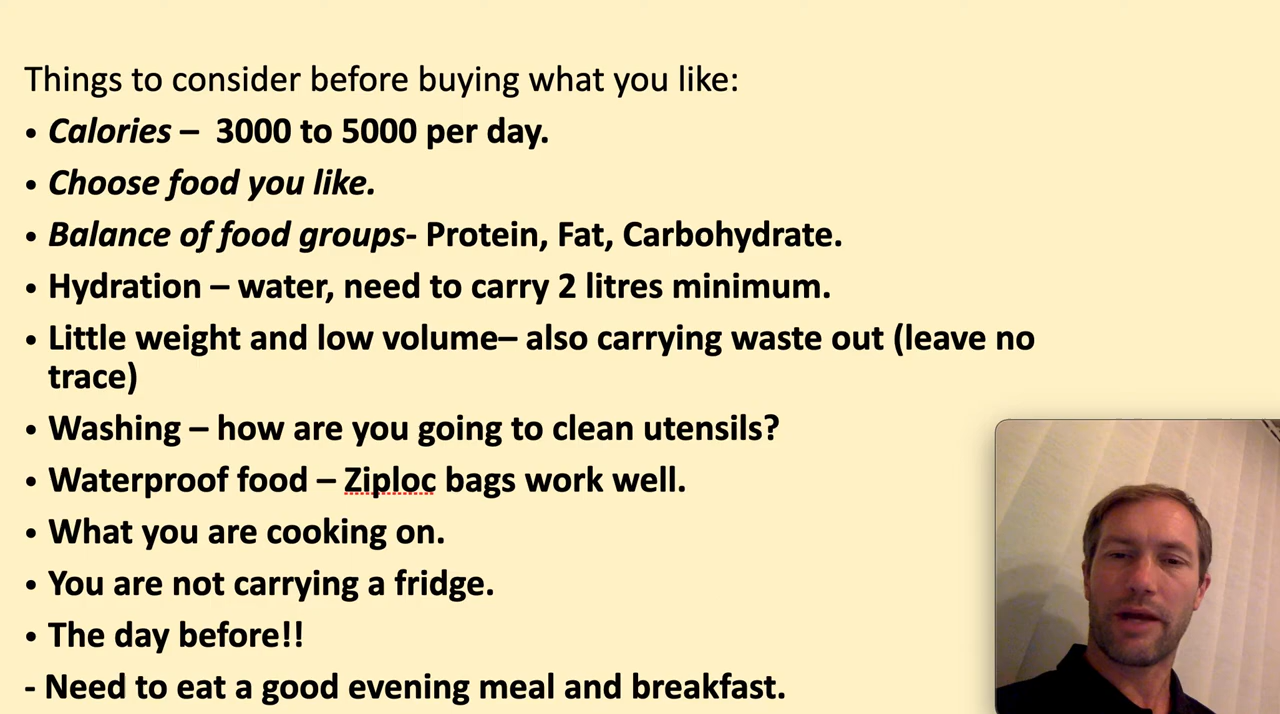 Things to consider before buying what you like:
• Calories – 3000 to 5000 per day.
• Choose food you like.
• Balance of food groups- Protein, Fat, Carbohydrate.
• Hydration – water, need to carry 2 litres minimum.
• Little weight and low volume– also carrying waste out (leave no
trace)
• Washing – how are you going to clean utensils?
• Waterproof food – Ziploc bags work well.
• What you are cooking on.
• You are not carrying a fridge.
• The day before!!
- Need to eat a good evening meal and breakfast.